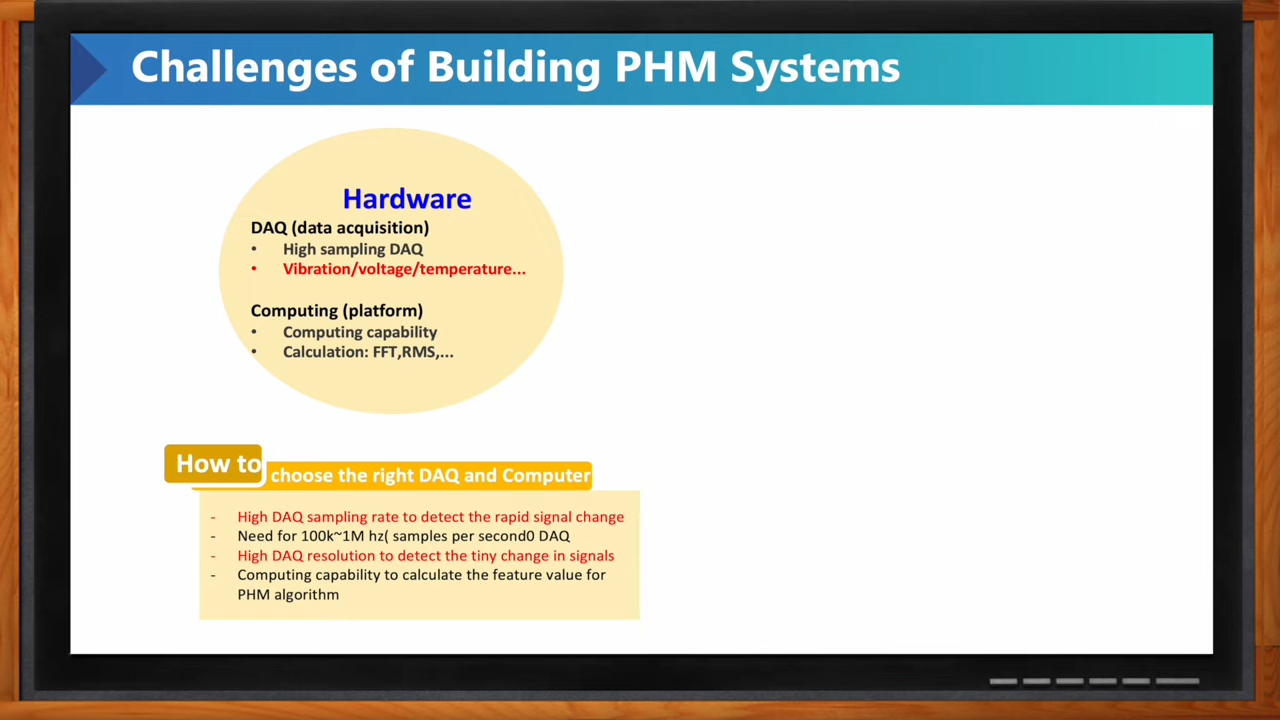 Challenges of Building PHM Systems
Hardware
DAQ (data acquisition)
• High sampling DAQ
• Vibration/voltage/temperature...
Computing (platform)
• Computing capability
• Calculation: FFT,RMS,...
How to
choose the right DAQ and Computer
- High DAQ sampling rate to detect the rapid signal change
- Need for 100k~1M hz( samples per second0 DAQ
- High DAQ resolution to detect the tiny change in signals
- Computing capability to calculate the feature value for
PHM algorithm